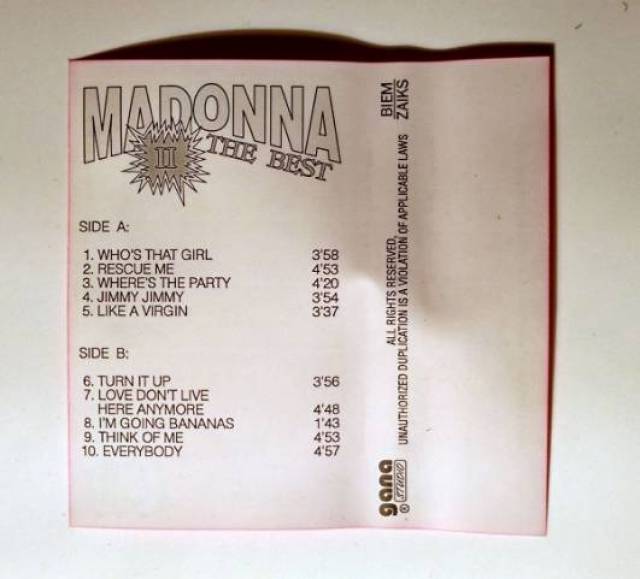 MADONNA
II THE BEST
SIDE A:
1. WHO'S THAT GIRL 3'58
2. RESCUE ME 4'53
3. WHERE'S THE PARTY 4'20
4. JIMMY JIMMY 3'54
5. LIKE A VIRGIN 3'37
SIDE B:
6. TURN IT UP 3'56
7. LOVE DON'T LIVE
HERE ANYMORE 4'48
8. I'M GOING BANANAS 1'43
9. THINK OF ME 4'53
10. EVERYBODY 4'57
BIEM
ZAIKS
ALL RIGHTS RESERVED,
UNAUTHORIZED DUPLICATION IS A VIOLATION OF APPLICABLE LAWS
gana
® STUDIO